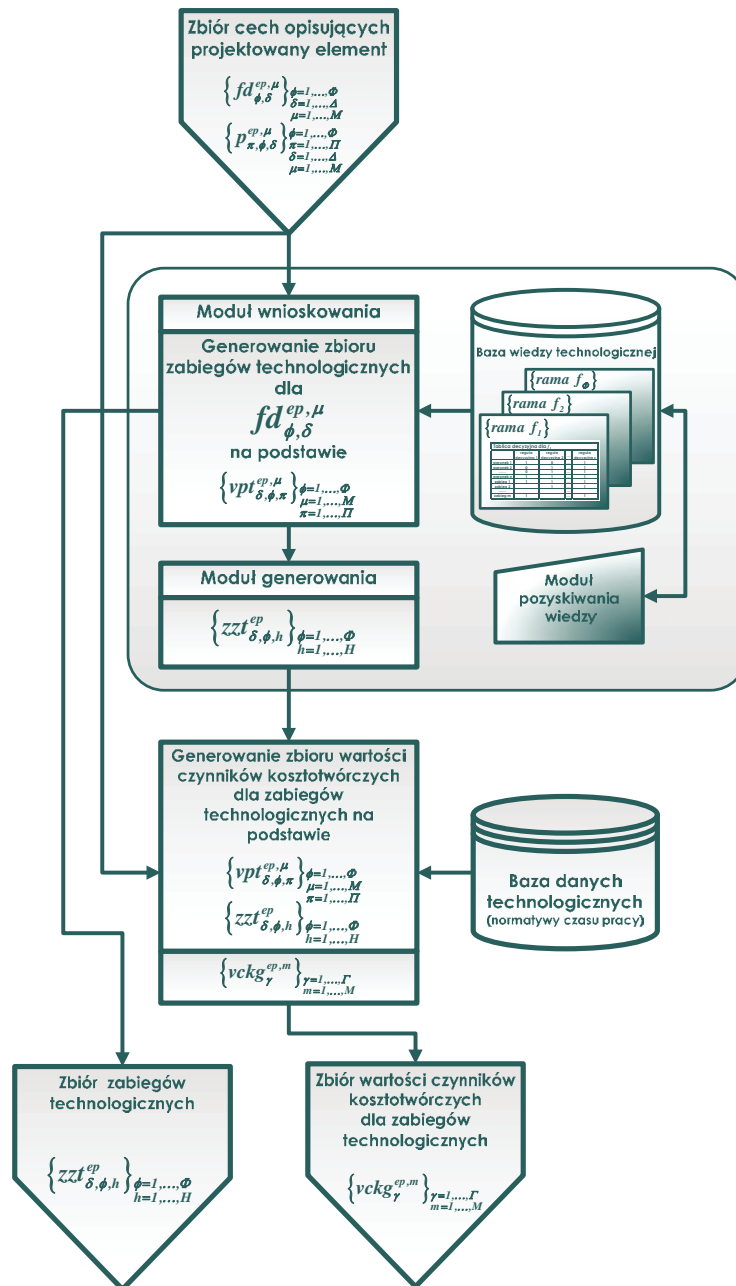 Zbiór cech opisujących
projektowany element
{fd^{ep,μ}_{ϕ,δ}}ϕ=1,...,Φ
δ=1,...,Δ
μ=1,...,M
{p^{ep,μ}_{π,ϕ,δ}}ϕ=1,...,Φ
π=1,...,Π
δ=1,...,Δ
μ=1,...,M
Moduł wnioskowania
Generowanie zbioru
zabiegów technologicznych
dla
fd^{ep,μ}_{ϕ,δ}
na podstawie
{vpt^{ep,μ}_{δ,ϕ,π}}ϕ=1,...,Φ
μ=1,...,M
π=1,...,Π
Baza wiedzy technologicznej
{rama f_Φ}
{rama f_2}
{rama f_1}
Tablica decyzyjna dla f,
Moduł generowania
{zzt^{ep}_{δ,ϕ,h}}ϕ=1,...,Φ
h=1,...,H
Moduł
pozyskiwania
wiedzy
Generowanie zbioru wartości
czynników kosztotwórczych
dla zabiegów
technologicznych na
podstawie
{vpt^{ep,μ}_{δ,ϕ,π}}ϕ=1,...,Φ
μ=1,...,M
π=1,...,Π
{zzt^{ep}_{δ,ϕ,h}}ϕ=1,...,Φ
h=1,...,H
{vckg^{ep,m}_γ}γ=1,...,Γ
m=1,...,M
Baza danych
technologicznych
(normatywy czasu pracy)
Zbiór zabiegów
technologicznych
{zzt^{ep}_{δ,ϕ,h}}ϕ=1,...,Φ
h=1,...,H
Zbiór wartości czynników
kosztotwórczych
dla zabiegów
technologicznych
{vckg^{ep,m}_γ}γ=1,...,Γ
m=1,...,M